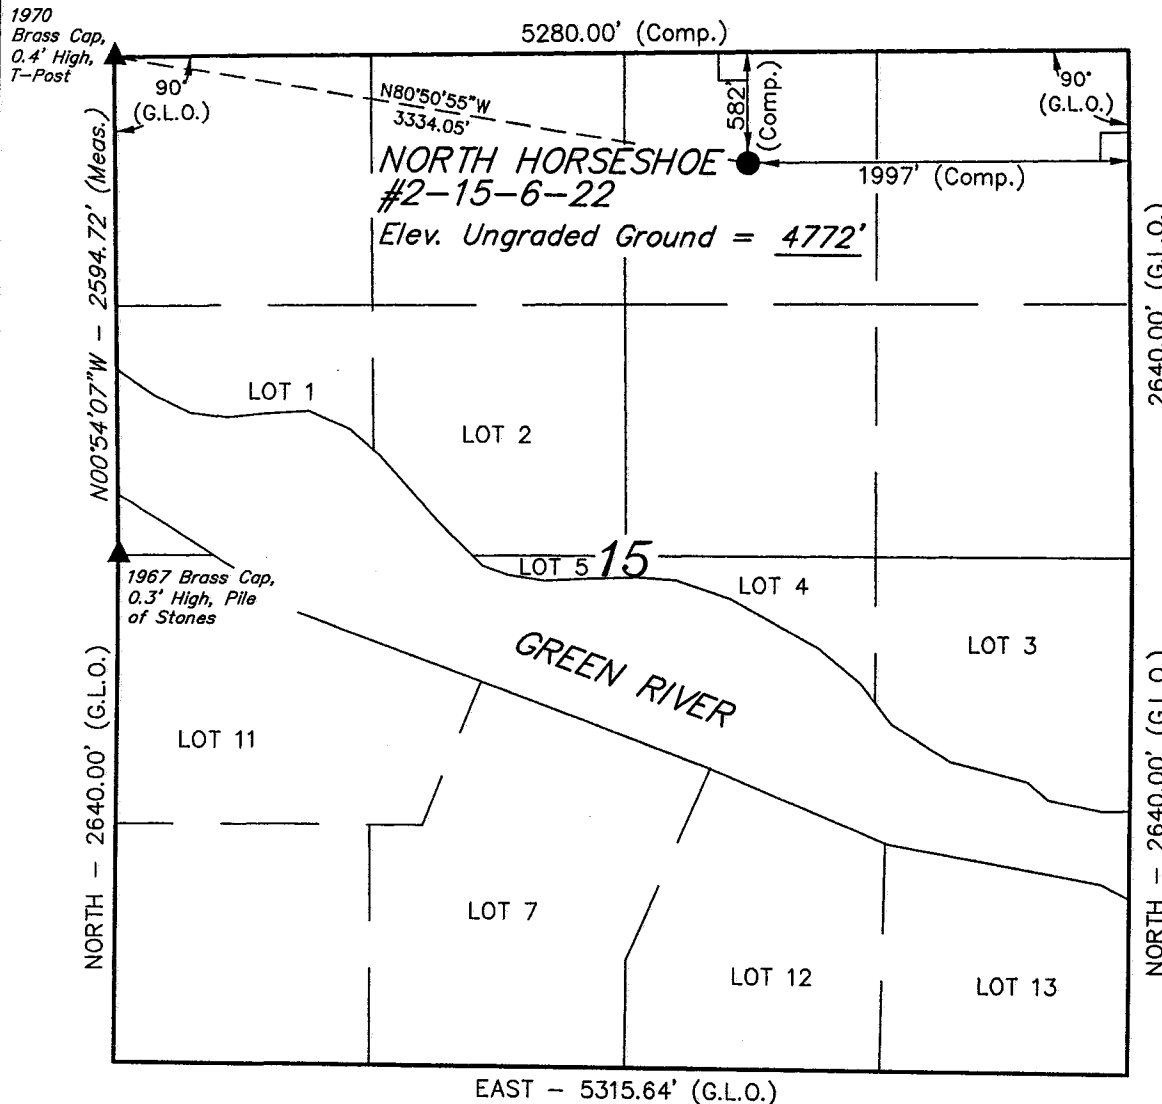 1970
Brass Cap,
0.4' High,
T-Post
5280.00' (Comp.)
90°
(G.L.O.)
N80°50'55"W
3334.05'
582'
(Comp.)
90°
(G.L.O.)
NORTH HORSESHOE
#2-15-6-22
Elev. Ungraded Ground = 4772'
1997' (Comp.)
N00°54'07"W - 2594.72' (Meas.)
2640.00' (G.L.O.)
LOT 1
LOT 2
LOT 5
15
LOT 4
LOT 3
1967 Brass Cap,
0.3' High, Pile
of Stones
GREEN RIVER
NORTH - 2640.00' (G.L.O.)
NORTH - 2640.00' (G.L.O.)
LOT 11
LOT 7
LOT 12
LOT 13
EAST - 5315.64' (G.L.O.)